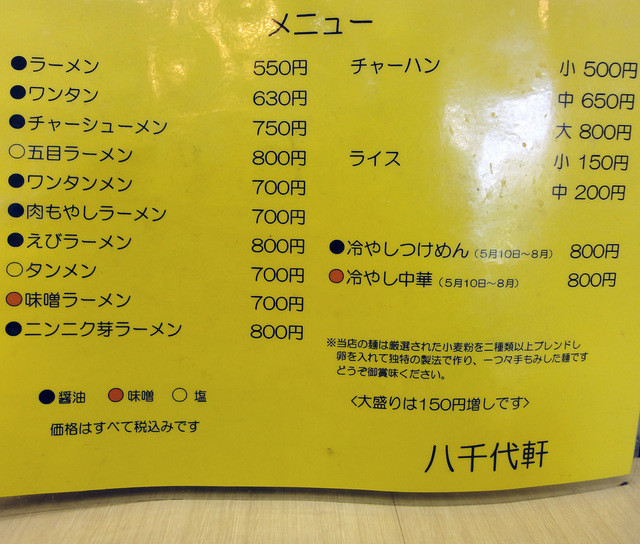 メニュー
●ラーメン 550円
●ワンタン 630円
●チャーシューメン 750円
○五目ラーメン 800円
●ワンタンメン 700円
●肉もやしラーメン 700円
●えびラーメン 800円
○タンメン 700円
●味噌ラーメン 700円
●ニンニク芽ラーメン 800円
●醤油 ●味噌 ○塩
価格はすべて税込みです
チャーハン 小 500円
中 650円
大 800円
ライス 小 150円
中 200円
●冷やしつけめん(5月10日〜8月) 800円
●冷やし中華(5月10日〜8月) 800円
※当店の麺は厳選された小麦粉を二種類以上ブレンドし
卵を入れて独特の製法で作り、一つ々手もみした麺です
どうぞ御賞味ください。
<大盛りは150円増しです>
八千代軒